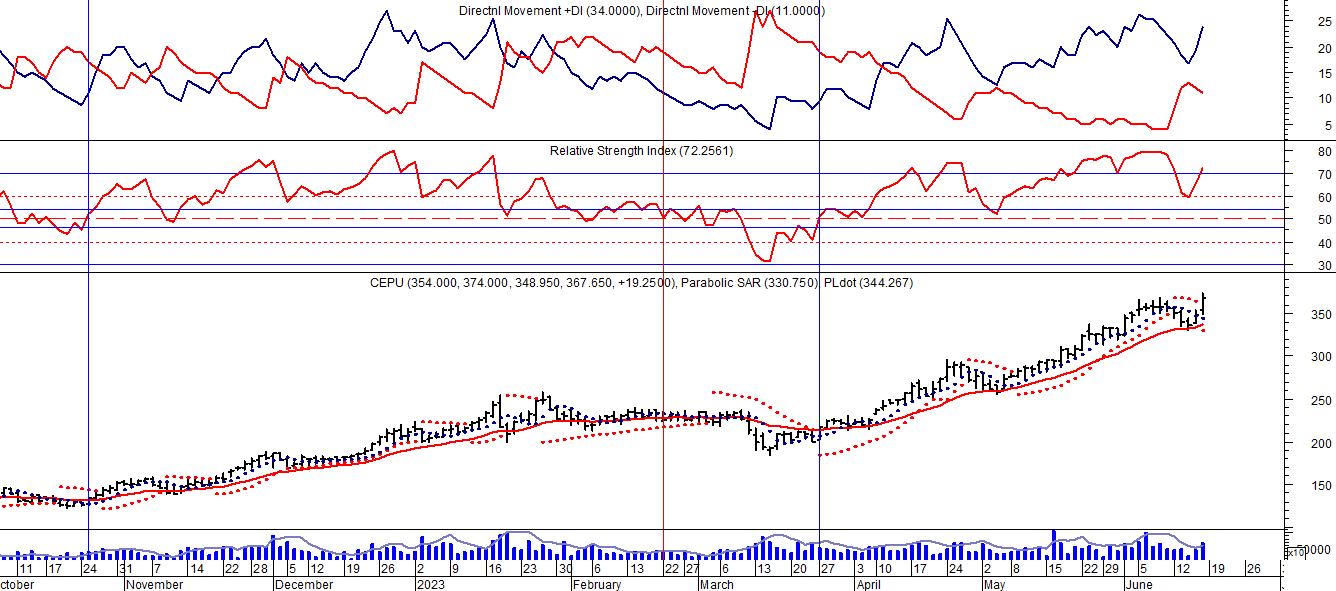 Directnl Movement +DI (34.0000), Directnl Movement -DI (11.0000)
25
20
15
10
5
Relative Strength Index (72.2561)
80
70
60
50
40
30
CEPU (354.000, 374.000, 348.950, 367.650, +19.2500), Parabolic SAR (330.750), PLdot (344.267)
350
300
250
200
150
x10
11 17 24 31 7 14 22 28 5 12 19 26 2 9 16 23 30 6 13 22 27 6 13 20 27 3 10 17 24 2 8 15 22 29 5 12 19 26
ctober November December 2023 February March April May June